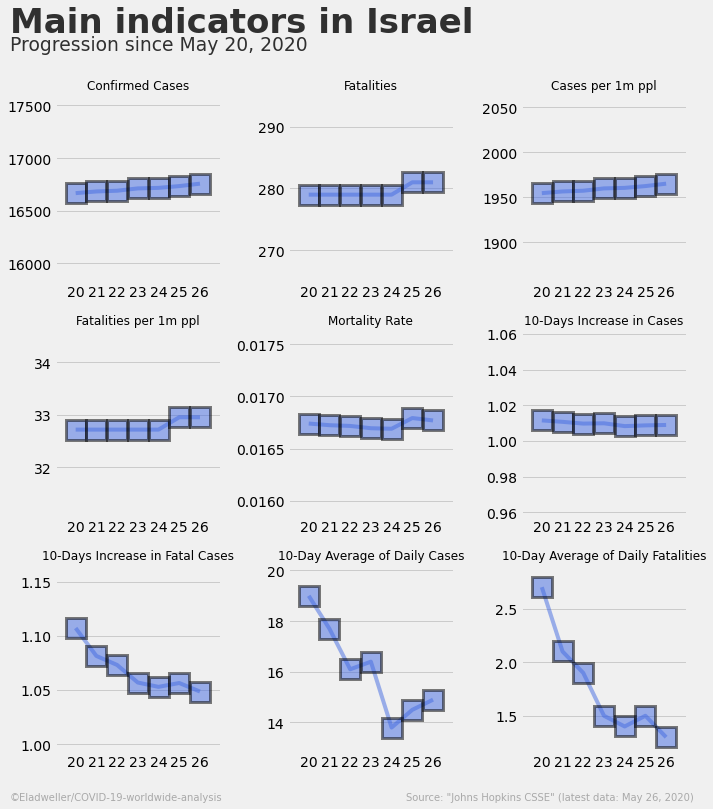 Main indicators in Israel
Progression since May 20, 2020
Confirmed Cases
17500
17000
16500
16000
20 21 22 23 24 25 26
Fatalities
290
280
270
20 21 22 23 24 25 26
Cases per 1m ppl
2050
2000
1950
1900
20 21 22 23 24 25 26
Fatalities per 1m ppl
34
33
32
20 21 22 23 24 25 26
Mortality Rate
0.0175
0.0170
0.0165
0.0160
20 21 22 23 24 25 26
10-Days Increase in Cases
1.06
1.04
1.02
1.00
0.98
0.96
20 21 22 23 24 25 26
10-Days Increase in Fatal Cases
1.15
1.10
1.05
1.00
20 21 22 23 24 25 26
10-Day Average of Daily Cases
20
18
16
14
20 21 22 23 24 25 26
10-Day Average of Daily Fatalities
2.5
2.0
1.5
20 21 22 23 24 25 26
©Eladweller/COVID-19-worldwide-analysis
Source: "Johns Hopkins CSSE" (latest data: May 26, 2020)